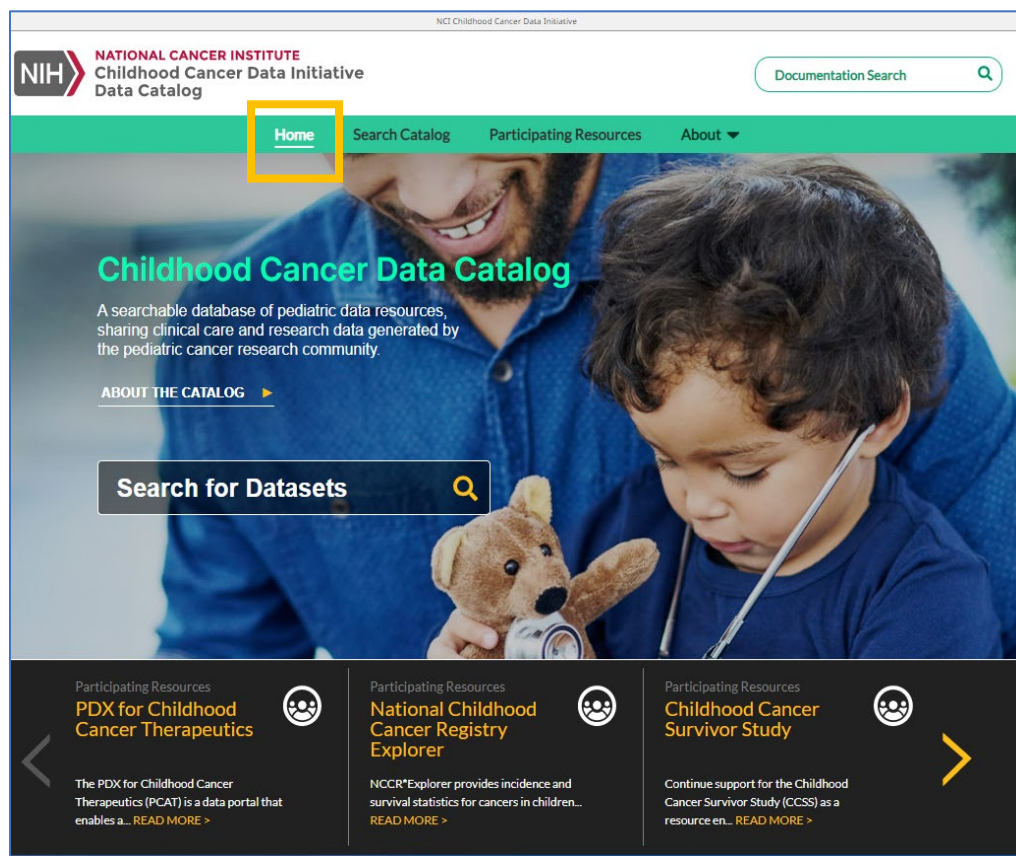 NCI Childhood Cancer Data Initiative
NIH
NATIONAL CANCER INSTITUTE
Childhood Cancer Data Initiative
Data Catalog
Documentation Search
Home Search Catalog Participating Resources About
Childhood Cancer Data Catalog
A searchable database of pediatric data resources,
sharing clinical care and research data generated by
the pediatric cancer research community.
ABOUT THE CATALOG
Search for Datasets
Participating Resources
PDX for Childhood
Cancer Therapeutics
The PDX for Childhood Cancer
Therapeutics (PCAT) is a data portal that
enables a... READ MORE >
Participating Resources
National Childhood
Cancer Registry
Explorer
NCCR*Explorer provides incidence and
survival statistics for cancers in children...
READ MORE >
Participating Resources
Childhood Cancer
Survivor Study
Continue support for the Childhood
Cancer Survivor Study (CCSS) as a
resource en... READ MORE >